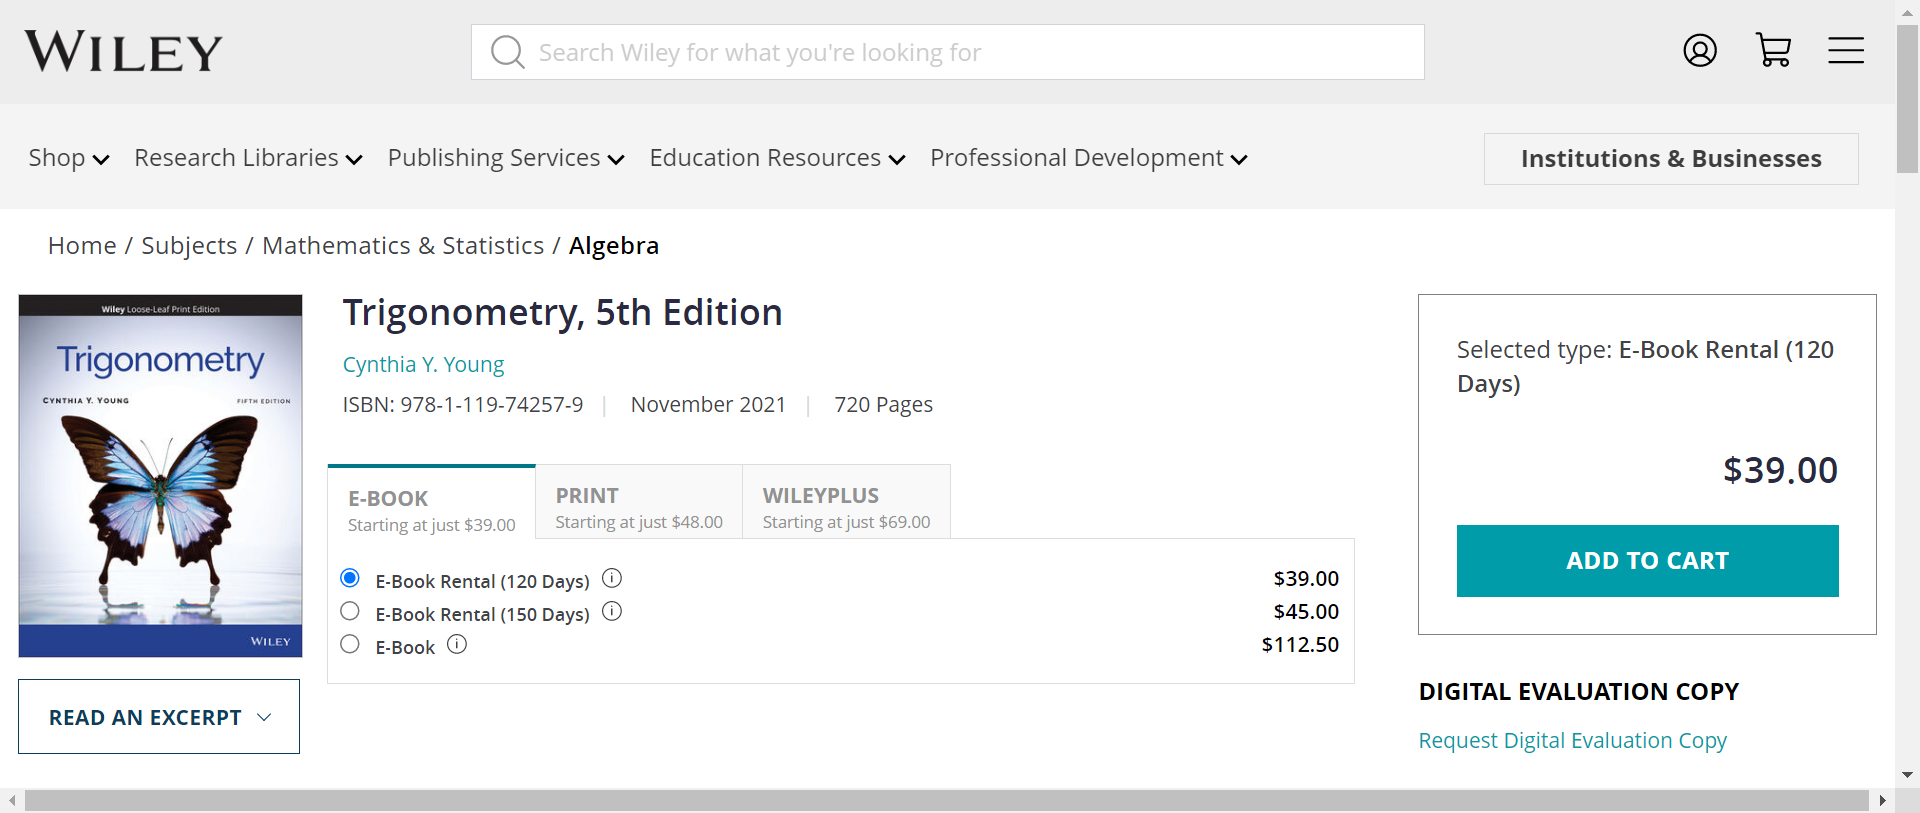 WILEY
Search Wiley for what you're looking for
Shop
Research Libraries
Publishing Services
Education Resources
Professional Development
Institutions & Businesses
Home / Subjects / Mathematics & Statistics / Algebra
Wiley Loose-Leaf Print Edition
Trigonometry
CYNTHIA Y. YOUNG
FIFTH EDITION
WILEY
READ AN EXCERPT
Trigonometry, 5th Edition
Cynthia Y. Young
ISBN: 978-1-119-74257-9 | November 2021 | 720 Pages
E-BOOK
Starting at just $39.00
PRINT
Starting at just $48.00
WILEYPLUS
Starting at just $69.00
E-Book Rental (120 Days) $39.00
E-Book Rental (150 Days) $45.00
E-Book $112.50
Selected type: E-Book Rental (120
Days)
$39.00
ADD TO CART
DIGITAL EVALUATION COPY
Request Digital Evaluation Copy